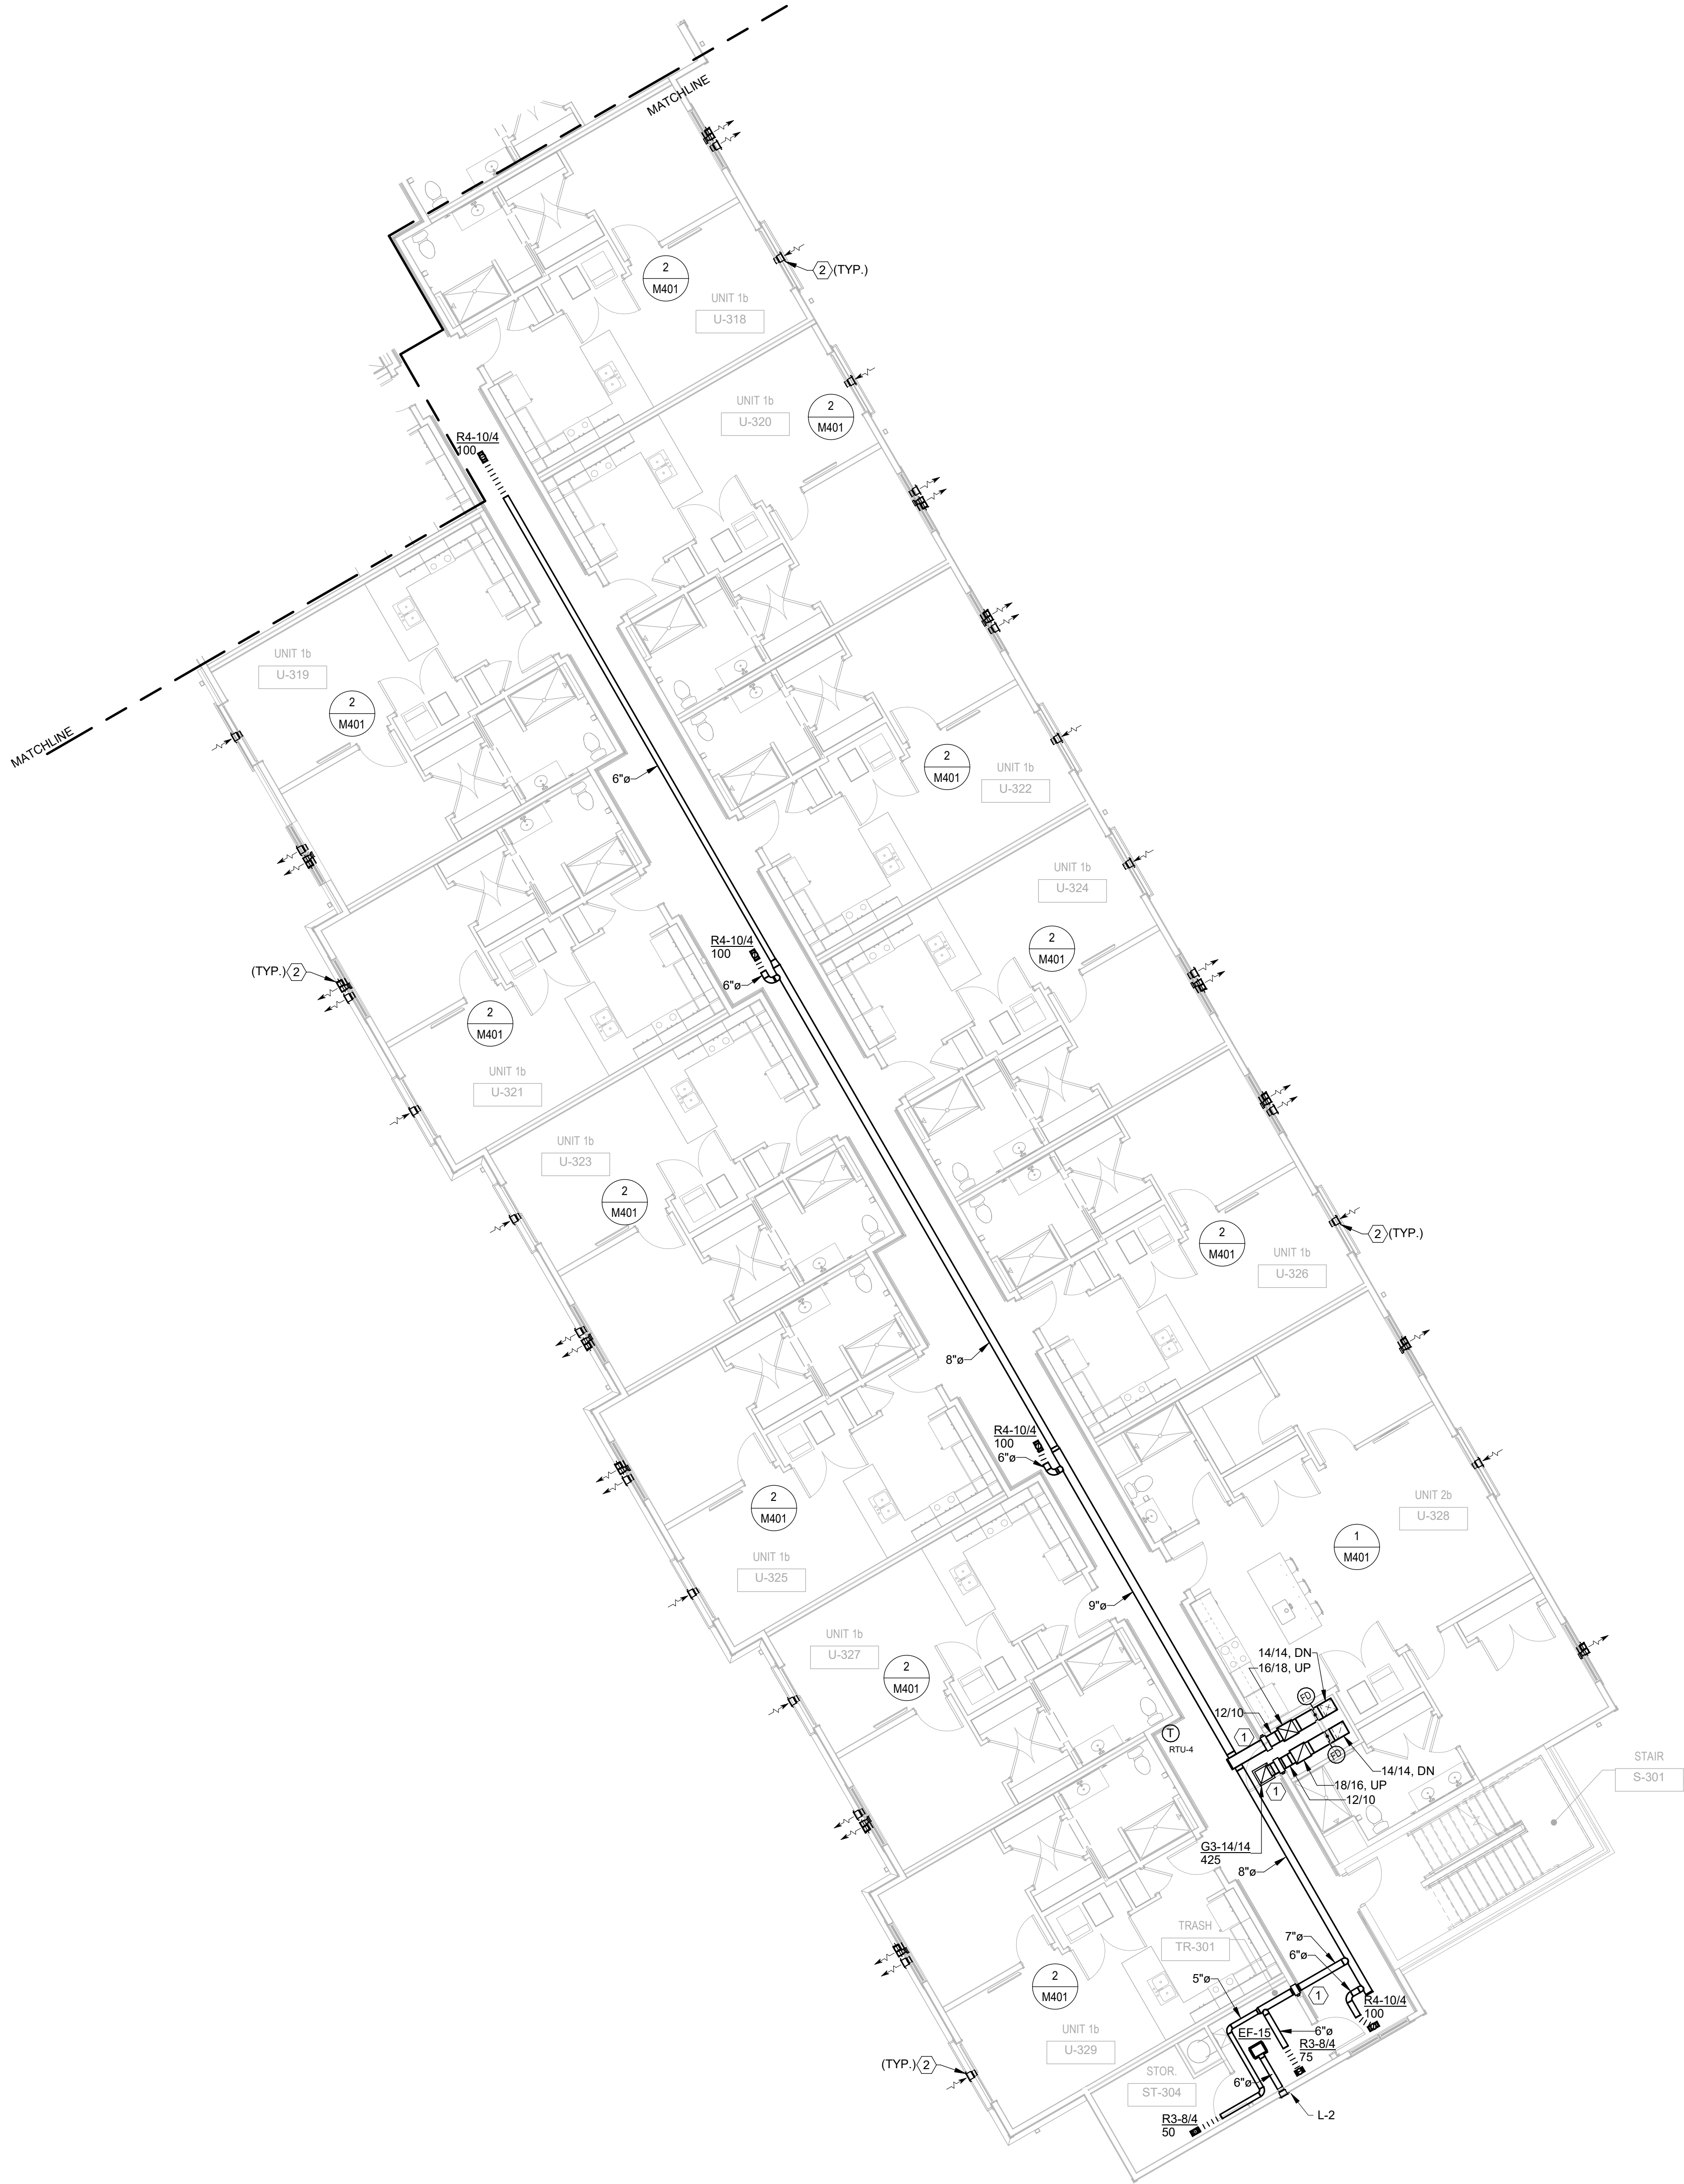 MATCHLINE
2
M401
2 (TYP.)
UNIT 1b
U-318
UNIT 1b
U-320
2
M401
R4-10/4
100
UNIT 1b
U-319
2
M401
MATCHLINE
6"ø
2
M401
UNIT 1b
U-322
UNIT 1b
U-324
2
M401
R4-10/4
100
6"ø
(TYP.) 2
2
M401
UNIT 1b
U-321
UNIT 1b
U-323
2
M401
2
M401
2 (TYP.)
UNIT 1b
U-326
8"ø
R4-10/4
100
6"ø
2
M401
UNIT 1b
U-325
UNIT 2b
U-328
1
M401
9"ø
UNIT 1b
U-327
2
M401
14/14, DN
16/18, UP
FD
12/10
1
T
RTU-4
FD
14/14, DN
18/16, UP
12/10
1
STAIR
S-301
G3-14/14
425
8"ø
TRASH
TR-301
7"ø
6"ø
5"ø
2
M401
1
R4-10/4
100
UNIT 1b
U-329
EF-15
6"ø
R3-8/4
75
(TYP.) 2
STOR.
ST-304
6"ø
L-2
R3-8/4
50